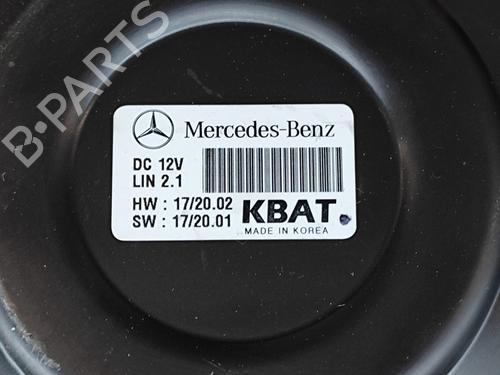 B-PARTS
Mercedes-Benz
DC 12V
LIN 2.1
HW : 17/20.02
SW : 17/20.01
KBAT.
MADE IN KOREA